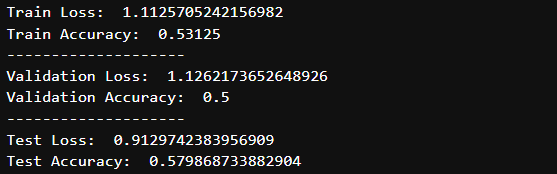 Train Loss:  1.1125705242156982
Train Accuracy:  0.53125
--------------------
Validation Loss:  1.1262173652648926
Validation Accuracy:  0.5
--------------------
Test Loss:  0.9129742383956909
Test Accuracy:  0.579868733882904